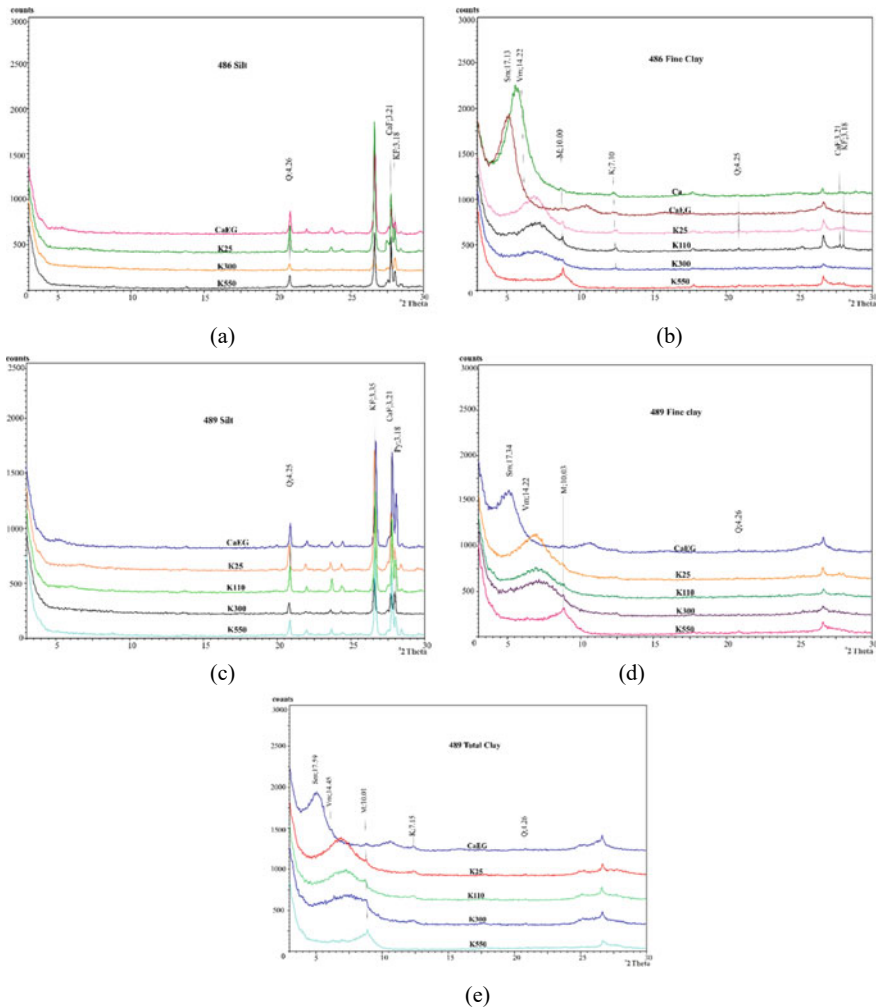 counts
3000
486 Silt
2500
2000
CaF;3,21
KF;3,18
1500
Q;4,26
1000
CaEG
500
K25
K300
K550
0
5
10
15
20
25
30
°2 Theta
(a)
counts
3000
486 Fine Clay
2500
Sm;17.13
Vm;14.22
2000
M;10.00
K;7.10
Q;4,25
CaF;3,21
KF;3,18
1500
Ca
1000
CaEG
K25
500
K110
K300
K550
0
5
10
15
20
25
30
°2 Theta
(b)
counts
2500
489 Silt
2000
KF;3,35
CaF;3,21
Py;3,18
1500
Q;4,25
1000
CaEG
K25
500
K110
K300
K550
0
5
10
15
20
25
30
°2 Theta
(c)
counts
3000
489 Fine clay
2500
Sm;17,34
2000
Vm;14.22
M;10.03
Q;4,26
1500
CaEG
1000
K25
K110
500
K300
K550
0
5
10
15
20
25
30
°2 Theta
(d)
counts
3000
489 Total Clay
2500
Sm;17.59
Vm;14.45
2000
M;10.01
K;7.15
Q;4.26
1500
CaEG
K25
1000
K110
K300
500
K550
0
5
10
15
20
25
30
°2 Theta
(e)